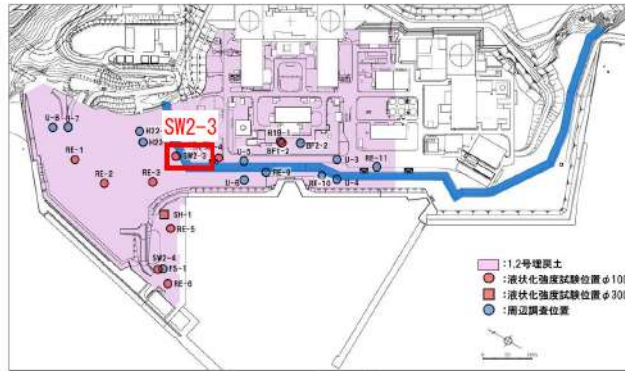 SW2-3
U-8
U-7
H22-
H22-
SW2-3
RE-1
RE-2
RE-3
H19-1
BF1-2
BF2-2
U-5
U-6
RE-9
U-3
RE-11
RE-10
U-4
SH-1
RE-5
SW2-4
FS-1
RE-6
:1,2号埋戻土
:液状化強度試験位置φ100
:液状化強度試験位置φ300
:周辺調査位置